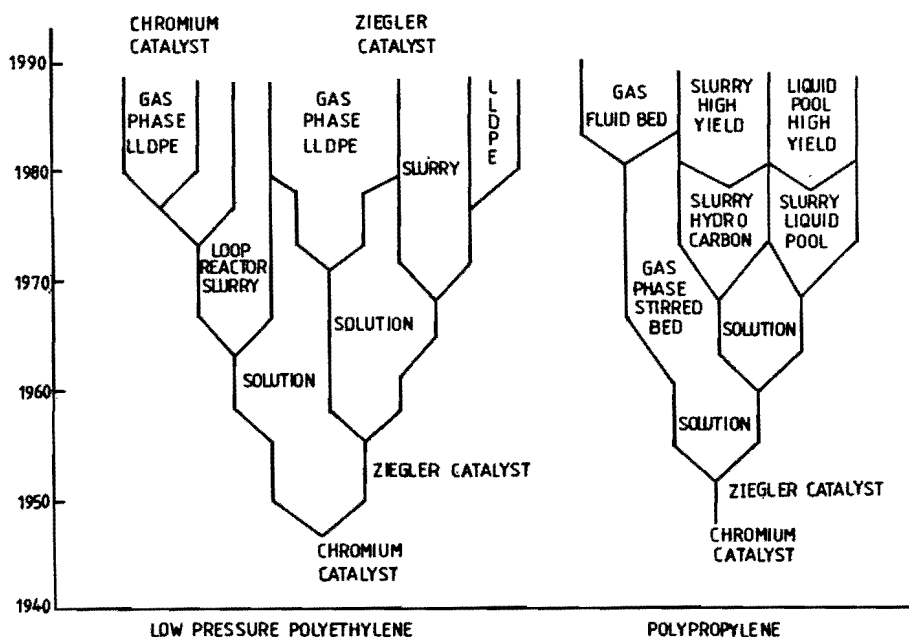 CHROMIUM
CATALYST
ZIEGLER
CATALYST
1990
GAS
PHASE
LLDPE
GAS
PHASE
LLDPE
LLDPE
GAS
FLUID BED
SLURRY
HIGH
YIELD
LIQUID
POOL
HIGH
YIELD
1980
SLURRY
SLURRY
HYDRO
CARBON
SLURRY
LIQUID
POOL
LOOP
REACTOR
SLURRY
1970
GAS
PHASE
STIRRED
BED
SOLUTION
SOLUTION
SOLUTION
1960
SOLUTION
ZIEGLER CATALYST
1950
ZIEGLER CATALYST
CHROMIUM
CATALYST
CHROMIUM
CATALYST
1940
LOW PRESSURE POLYETHYLENE
POLYPROPYLENE